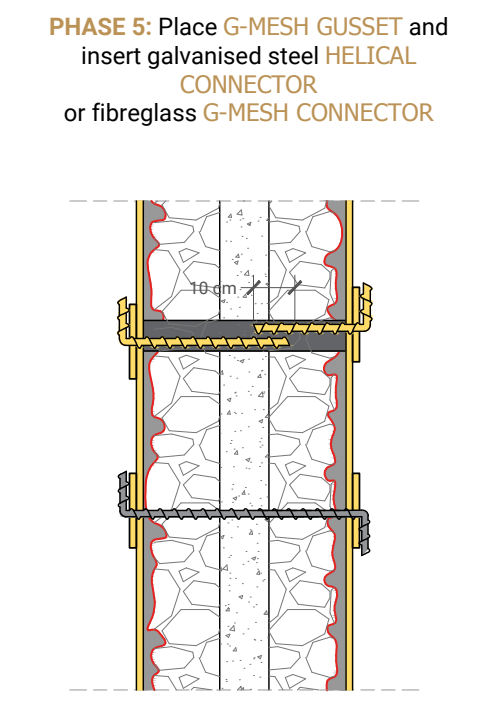 PHASE 5: Place G-MESH GUSSET and
insert galvanised steel HELICAL
CONNECTOR
or fibreglass G-MESH CONNECTOR
10 cm